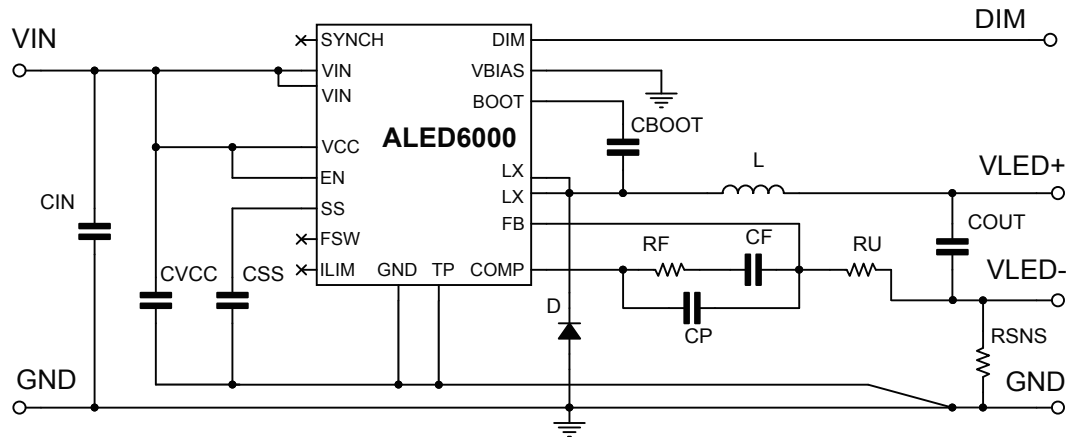 DIM
VIN
SYNCH
DIM
VIN
VBIAS
VIN
BOOT
CBOOT
ALED6000
VCC
L
VLED+
EN
LX
CIN
SS
LX
COUT
FB
FSW
RF
CF
RU
VLED-
CVCC
CSS
ILIM
GND
TP
COMP
D
CP
RSNS
GND
GND